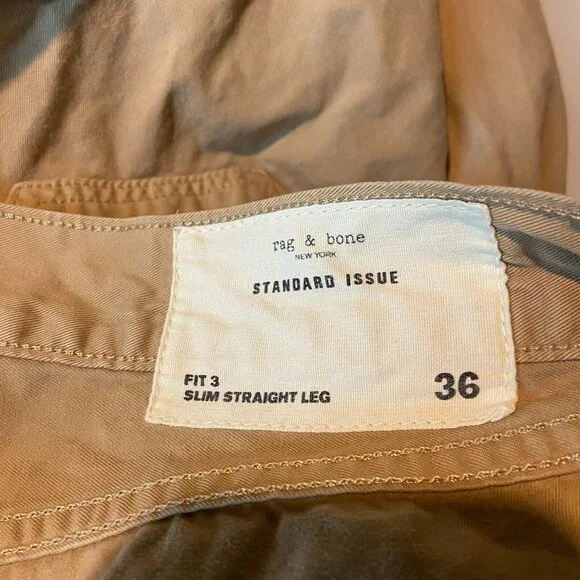 rag & bone
NEW YORK
STANDARD ISSUE
FIT 3
SLIM STRAIGHT LEG
36